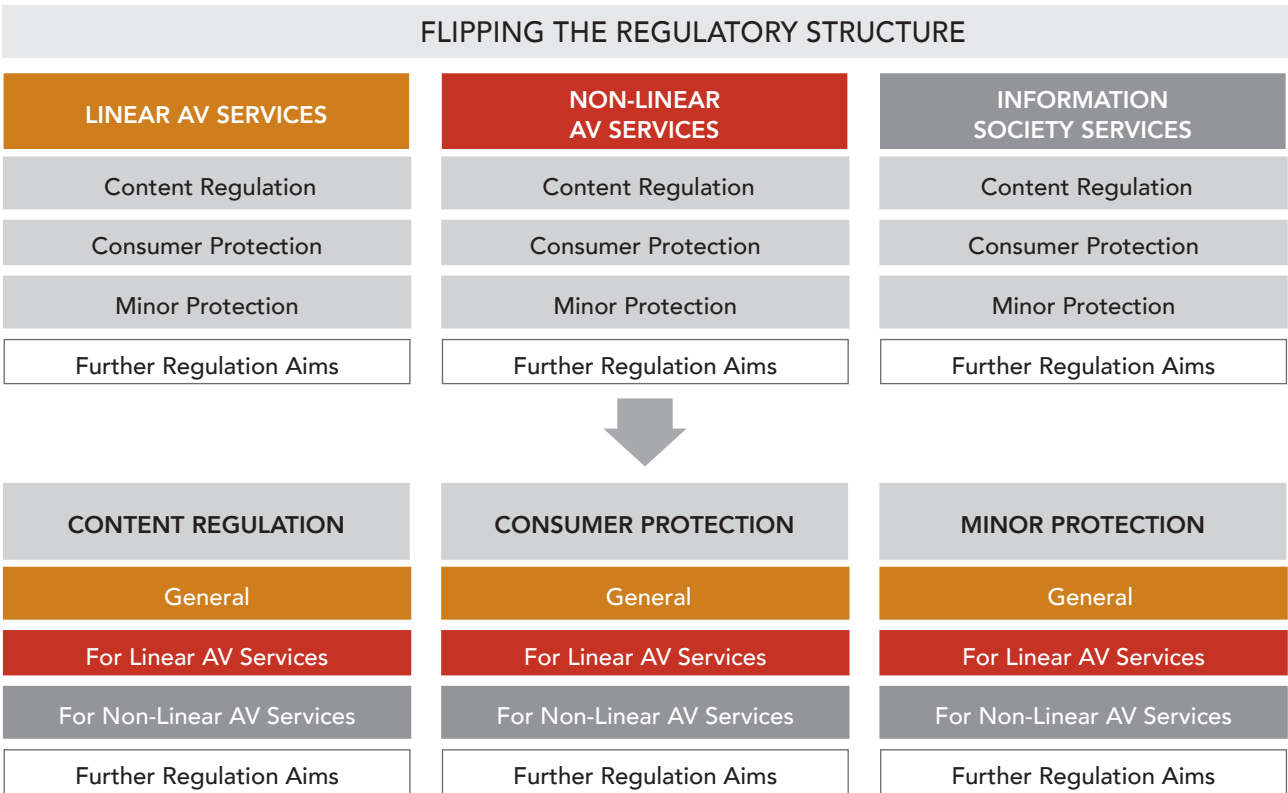 FLIPPING THE REGULATORY STRUCTURE
LINEAR AV SERVICES
NON-LINEAR
AV SERVICES
INFORMATION
SOCIETY SERVICES
Content Regulation
Content Regulation
Content Regulation
Consumer Protection
Consumer Protection
Consumer Protection
Minor Protection
Minor Protection
Minor Protection
Further Regulation Aims
Further Regulation Aims
Further Regulation Aims
CONTENT REGULATION
CONSUMER PROTECTION
MINOR PROTECTION
General
General
General
For Linear AV Services
For Linear AV Services
For Linear AV Services
For Non-Linear AV Services
For Non-Linear AV Services
For Non-Linear AV Services
Further Regulation Aims
Further Regulation Aims
Further Regulation Aims